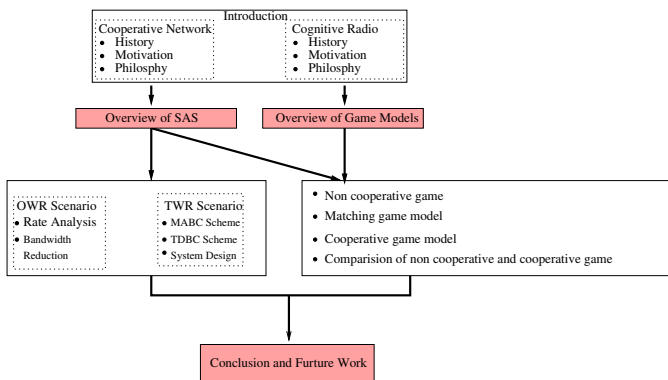 Introduction
Cooperative Network
• History
• Motivation
• Philosphy
Cognitive Radio
• History
• Motivation
• Philosphy
Overview of SAS
Overview of Game Models
OWR Scenario
• Rate Analysis
• Bandwidth
Reduction
TWR Scenario
• MABC Scheme
• TDBC Scheme
• System Design
• Non cooperative game
• Matching game model
• Cooperative game model
• Comparision of non cooperative and cooperative game
Conclusion and Furture Work